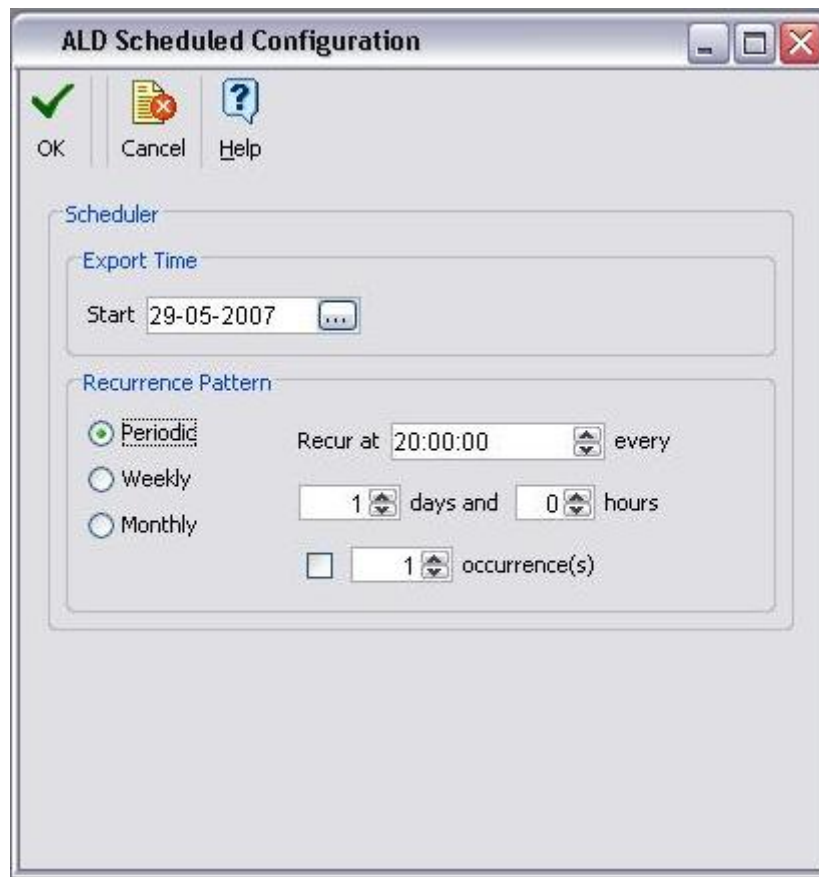 ALD Scheduled Configuration
OK Cancel Help
Scheduler
Export Time
Start 29-05-2007 ...
Recurrence Pattern
Periodic Recur at 20:00:00 every
Weekly 1 days and 0 hours
Monthly
1 occurrence(s)